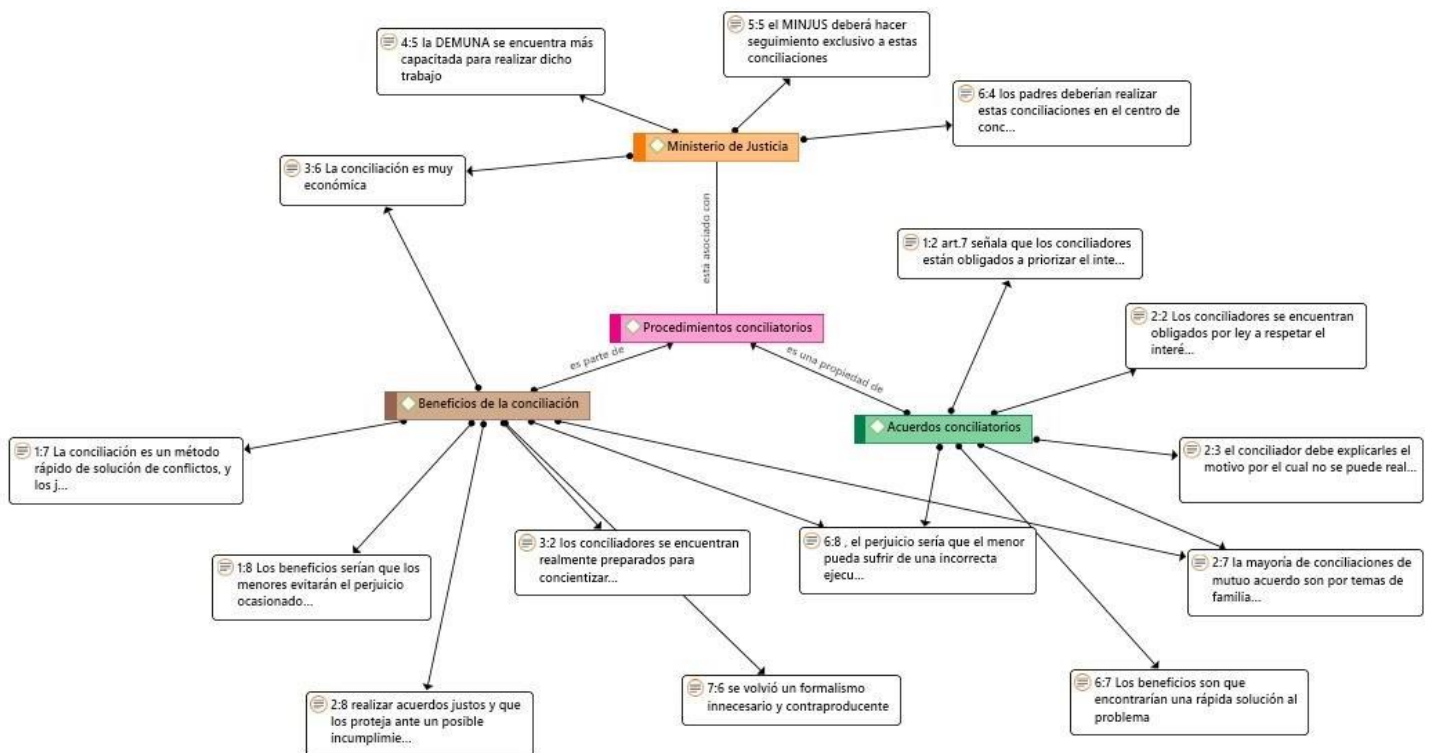 5:5 el MINJUS deberá hacer
seguimiento exclusivo a estas
conciliaciones
4:5 la DEMUNA se encuentra más
capacitada para realizar dicho
trabajo
6:4 los padres deberían realizar
estas conciliaciones en el centro de
conc...
Ministerio de Justicia
3:6 La conciliación es muy
económica
está asociado con
1:2 art.7 señala que los conciliadores
están obligados a priorizar el inte...
2:2 Los conciliadores se encuentran
obligados por ley a respetar el
interé...
Procedimientos conciliatorios
es parte de
es una propiedad de
Beneficios de la conciliación
Acuerdos conciliatorios
1:7 La conciliación es un método
rápido de solución de conflictos, y
los j...
2:3 el conciliador debe explicarles el
motivo por el cual no se puede real...
3:2 los conciliadores se encuentran
realmente preparados para
concientizar...
6:8 , el perjuicio sería que el menor
pueda sufrir de una incorrecta
ejecu...
1:8 Los beneficios serían que los
menores evitarán el perjuicio
ocasionado...
2:7 la mayoría de conciliaciones de
mutuo acuerdo son por temas de
familia...
2:8 realizar acuerdos justos y que
los proteja ante un posible
incumplimie...
7:6 se volvió un formalismo
innecesario y contraproducente
6:7 Los beneficios son que
encontrarían una rápida solución al
problema